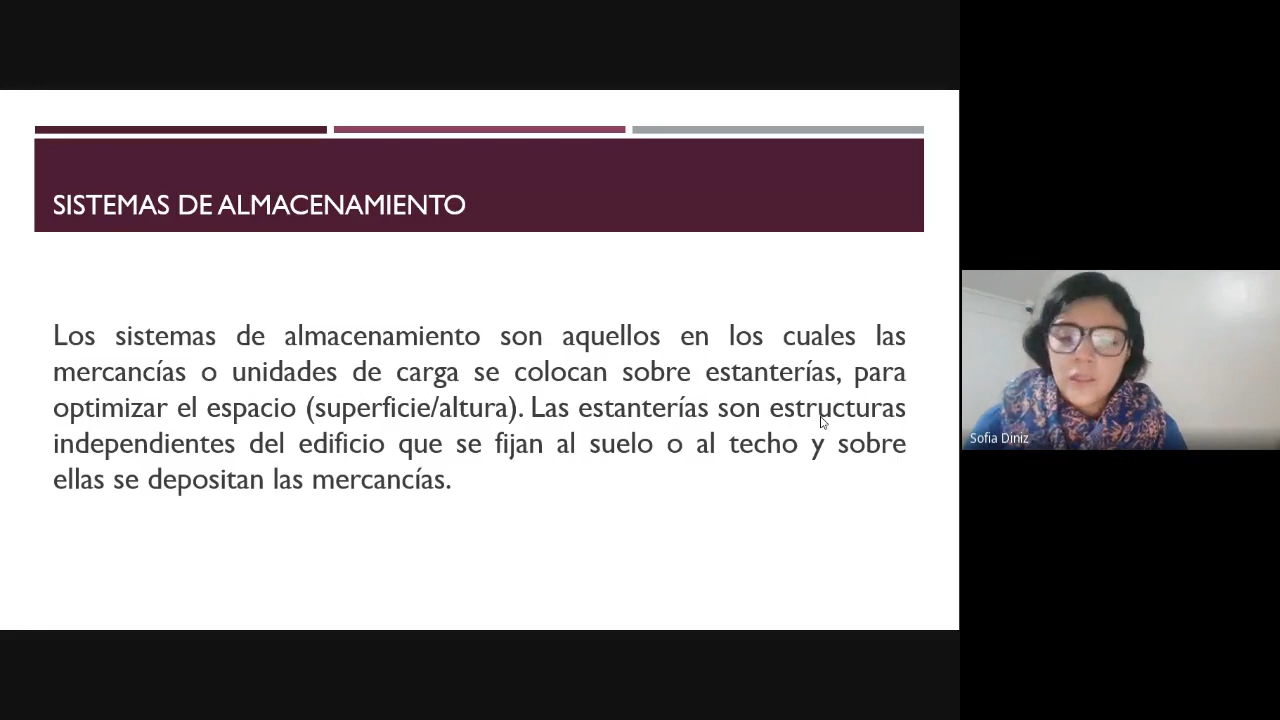 SISTEMAS DE ALMACENAMIENTO
Los sistemas de almacenamiento son aquellos en los cuales las
mercancías o unidades de carga se colocan sobre estanterías, para
optimizar el espacio (superficie/altura). Las estanterías son estructuras
independientes del edificio que se fijan al suelo o al techo y sobre
ellas se depositan las mercancías.
Sofia Diniz